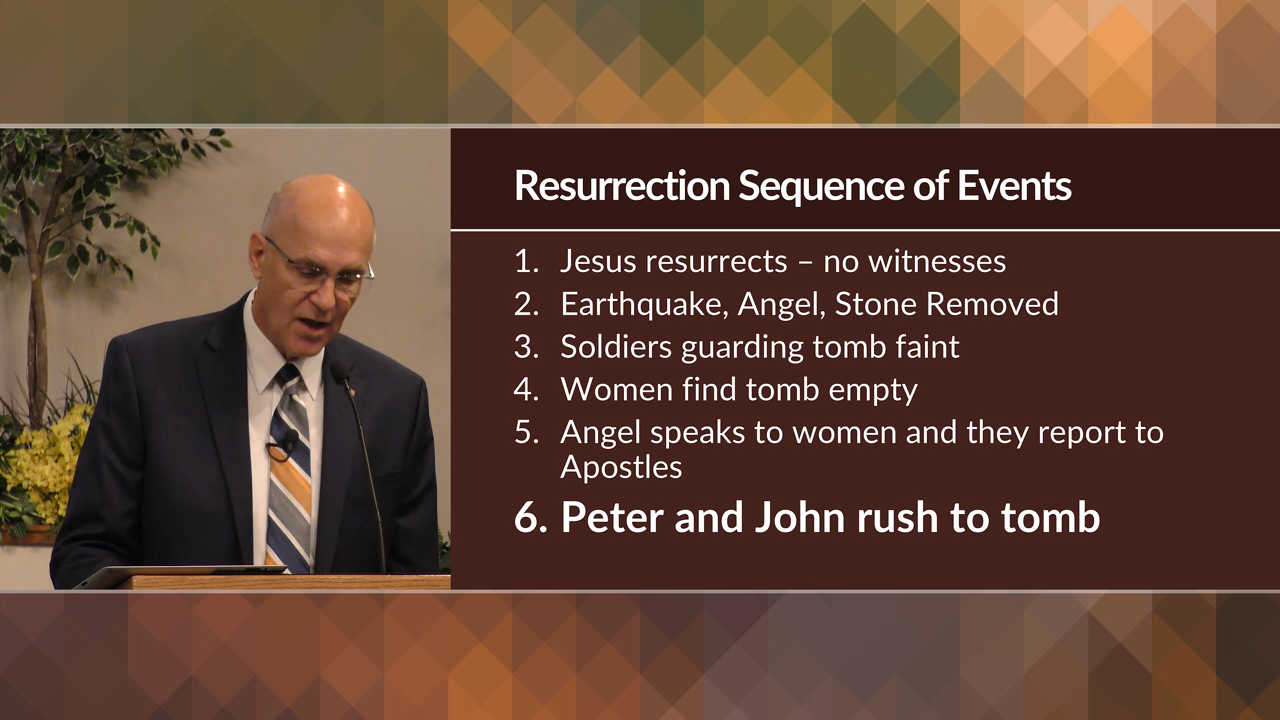 Resurrection Sequence of Events
1. Jesus resurrects – no witnesses
2. Earthquake, Angel, Stone Removed
3. Soldiers guarding tomb faint
4. Women find tomb empty
5. Angel speaks to women and they report to
Apostles
6. Peter and John rush to tomb